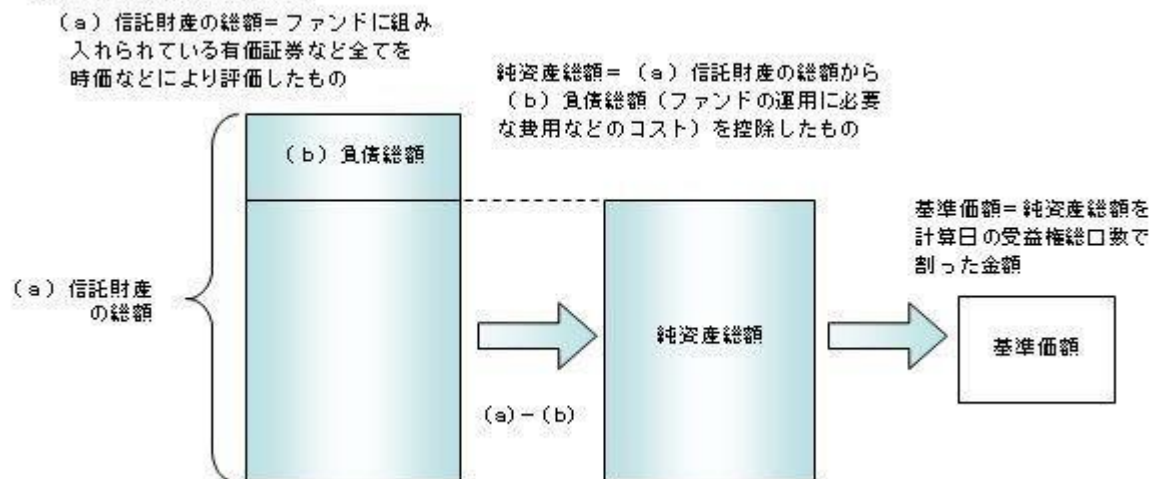 （a）信託財産の総額＝ファンドに組み
入れられている有価証券など全てを
時価などにより評価したもの
純資産総額＝（a）信託財産の総額から
（b）負債総額（ファンドの運用に必要
な費用などのコスト）を控除したもの
（b）負債総額
基準価額＝純資産総額を
計算日の受益権総口数で
割った金額
（a）信託財産
の総額
純資産総額
基準価額
(a)－(b)